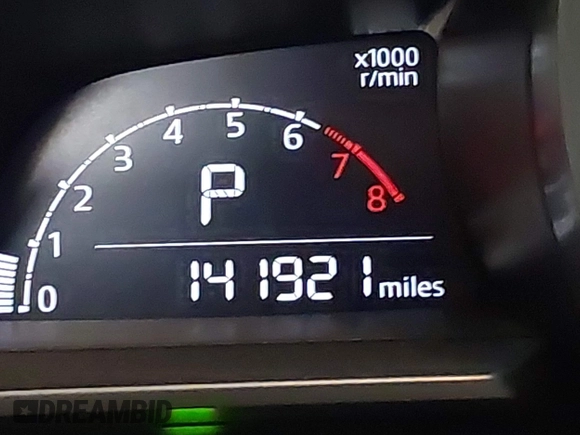 x1000
r/min
0 1 2 3 4 5 6 7 8
P
141921 miles
DREAMBID